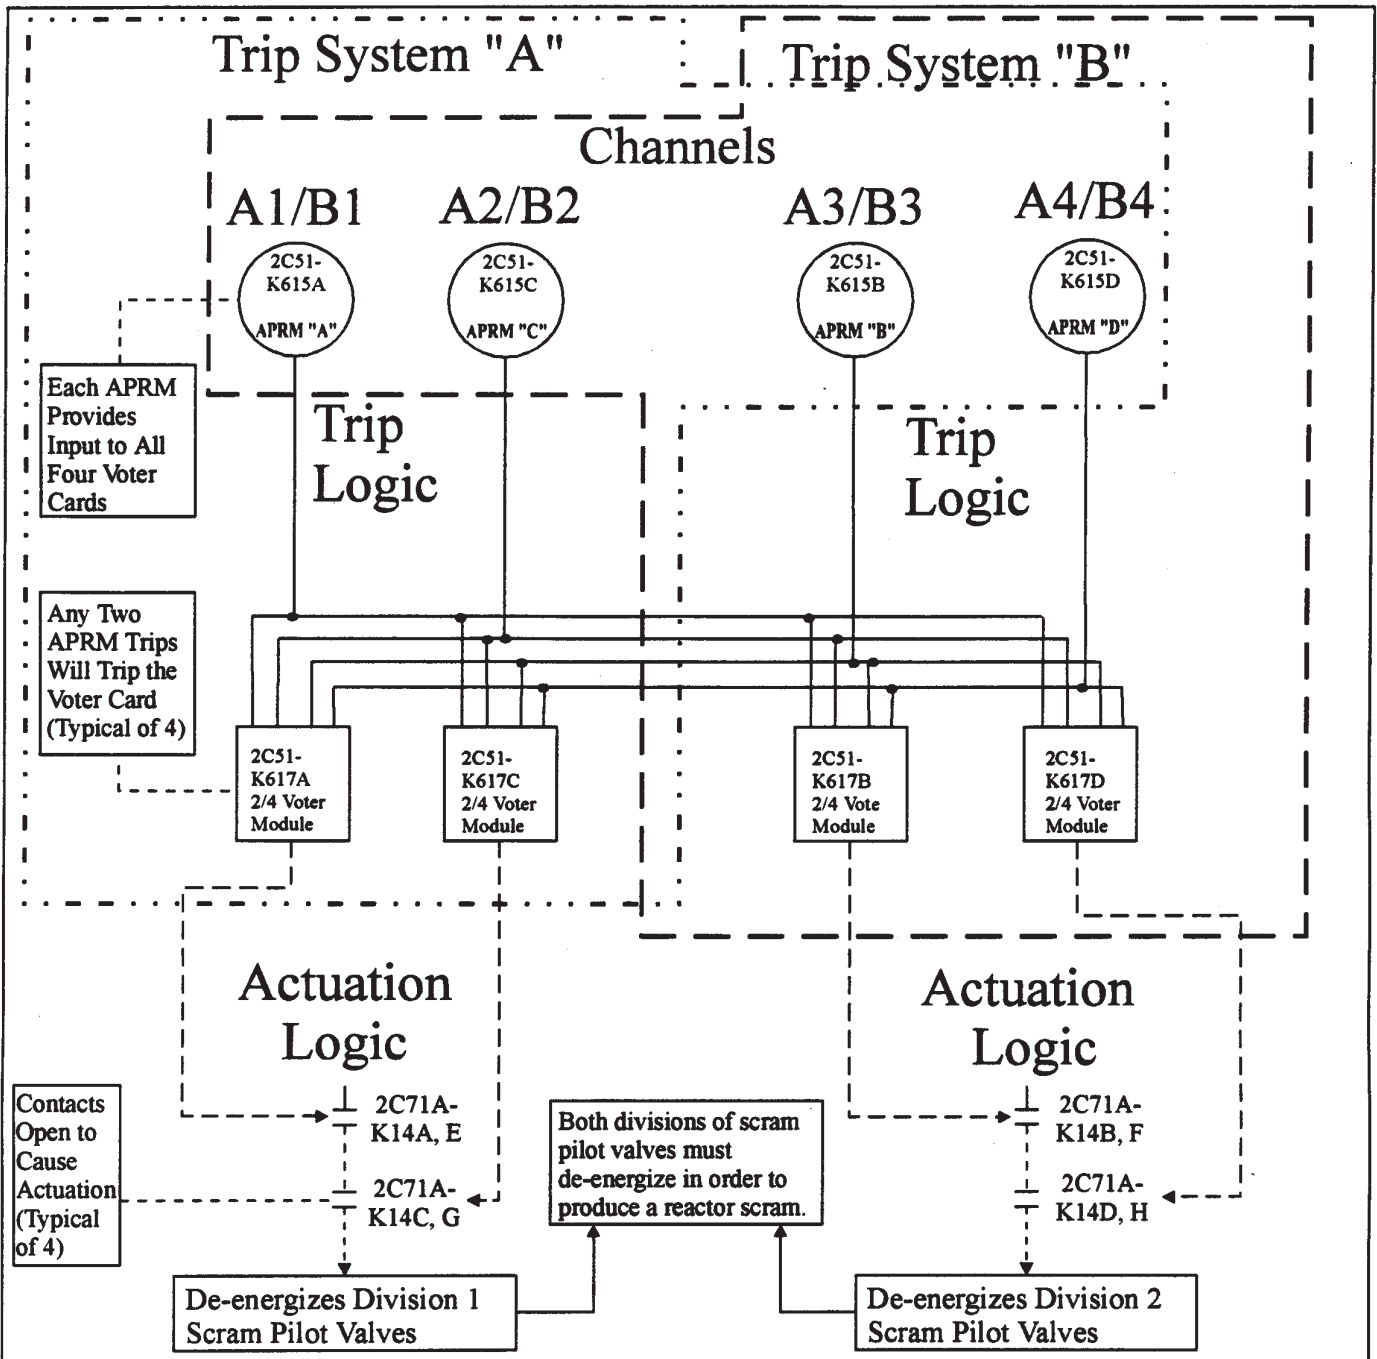 Trip System "A"
Trip System "B"
Channels
A1/B1
A2/B2
A3/B3
A4/B4
2C51-
K615A
APRM "A"
2C51-
K615C
APRM "C"
2C51-
K615B
APRM "B"
2C51-
K615D
APRM "D"
Each APRM
Provides
Input to All
Four Voter
Cards
Trip
Logic
Trip
Logic
Any Two
APRM Trips
Will Trip the
Voter Card
(Typical of 4)
2C51-
K617A
2/4 Voter
Module
2C51-
K617C
2/4 Voter
Module
2C51-
K617B
2/4 Vote
Module
2C51-
K617D
2/4 Voter
Module
Actuation
Logic
Actuation
Logic
Contacts
Open to
Cause
Actuation
(Typical
of 4)
2C71A-
K14A, E
2C71A-
K14C, G
Both divisions of scram
pilot valves must
de-energize in order to
produce a reactor scram.
2C71A-
K14B, F
2C71A-
K14D, H
De-energizes Division 1
Scram Pilot Valves
De-energizes Division 2
Scram Pilot Valves